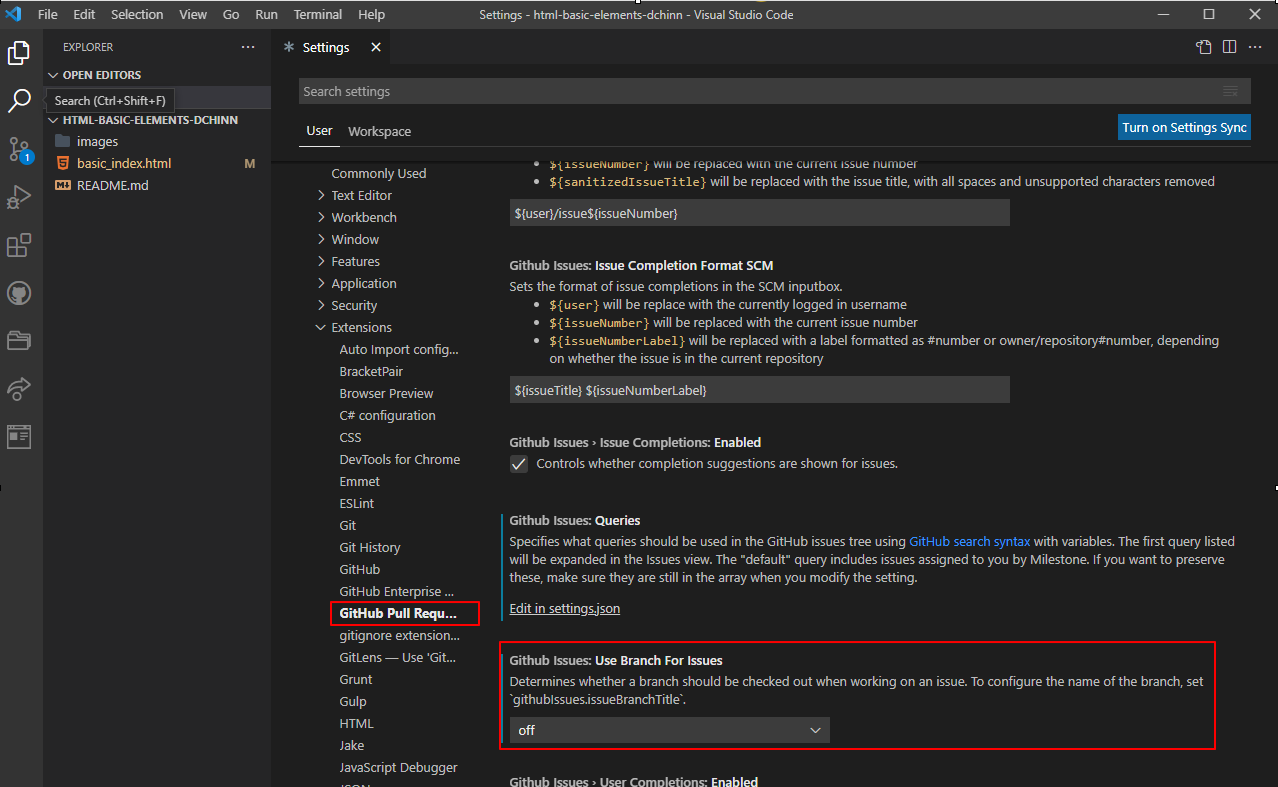 File Edit Selection View Go Run Terminal Help
Settings - html-basic-elements-dchinn - Visual Studio Code
EXPLORER
OPEN EDITORS
Search (Ctrl+Shift+F)
HTML-BASIC-ELEMENTS-DCHINN
images
basic_index.html M
README.md
1
Settings
Search settings
User Workspace
Turn on Settings Sync
Commonly Used
Text Editor
Workbench
Window
Features
Application
Security
Extensions
Auto Import config...
BracketPair
Browser Preview
C# configuration
CSS
DevTools for Chrome
Emmet
ESLint
Git
Git History
GitHub
GitHub Enterprise ...
GitHub Pull Requ...
gitignore extension...
GitLens — Use 'Git...
Grunt
Gulp
HTML
Jake
JavaScript Debugger
JSON
${issueNumber} will be replaced with the current issue number
${sanitizedIssueTitle} will be replaced with the issue title, with all spaces and unsupported characters removed
${user}/issue${issueNumber}
Github Issues: Issue Completion Format SCM
Sets the format of issue completions in the SCM inputbox.
${user} will be replace with the currently logged in username
${issueNumber} will be replaced with the current issue number
${issueNumberLabel} will be replaced with a label formatted as #number or owner/repository#number, depending
on whether the issue is in the current repository
${issueTitle} ${issueNumberLabel}
Github Issues › Issue Completions: Enabled
Controls whether completion suggestions are shown for issues.
Github Issues: Queries
Specifies what queries should be used in the GitHub issues tree using GitHub search syntax with variables. The first query listed
will be expanded in the Issues view. The "default" query includes issues assigned to you by Milestone. If you want to preserve
these, make sure they are still in the array when you modify the setting.
Edit in settings.json
Github Issues: Use Branch For Issues
Determines whether a branch should be checked out when working on an issue. To configure the name of the branch, set
`githubIssues.issueBranchTitle`.
off
Github Issues › User Completions: Enabled